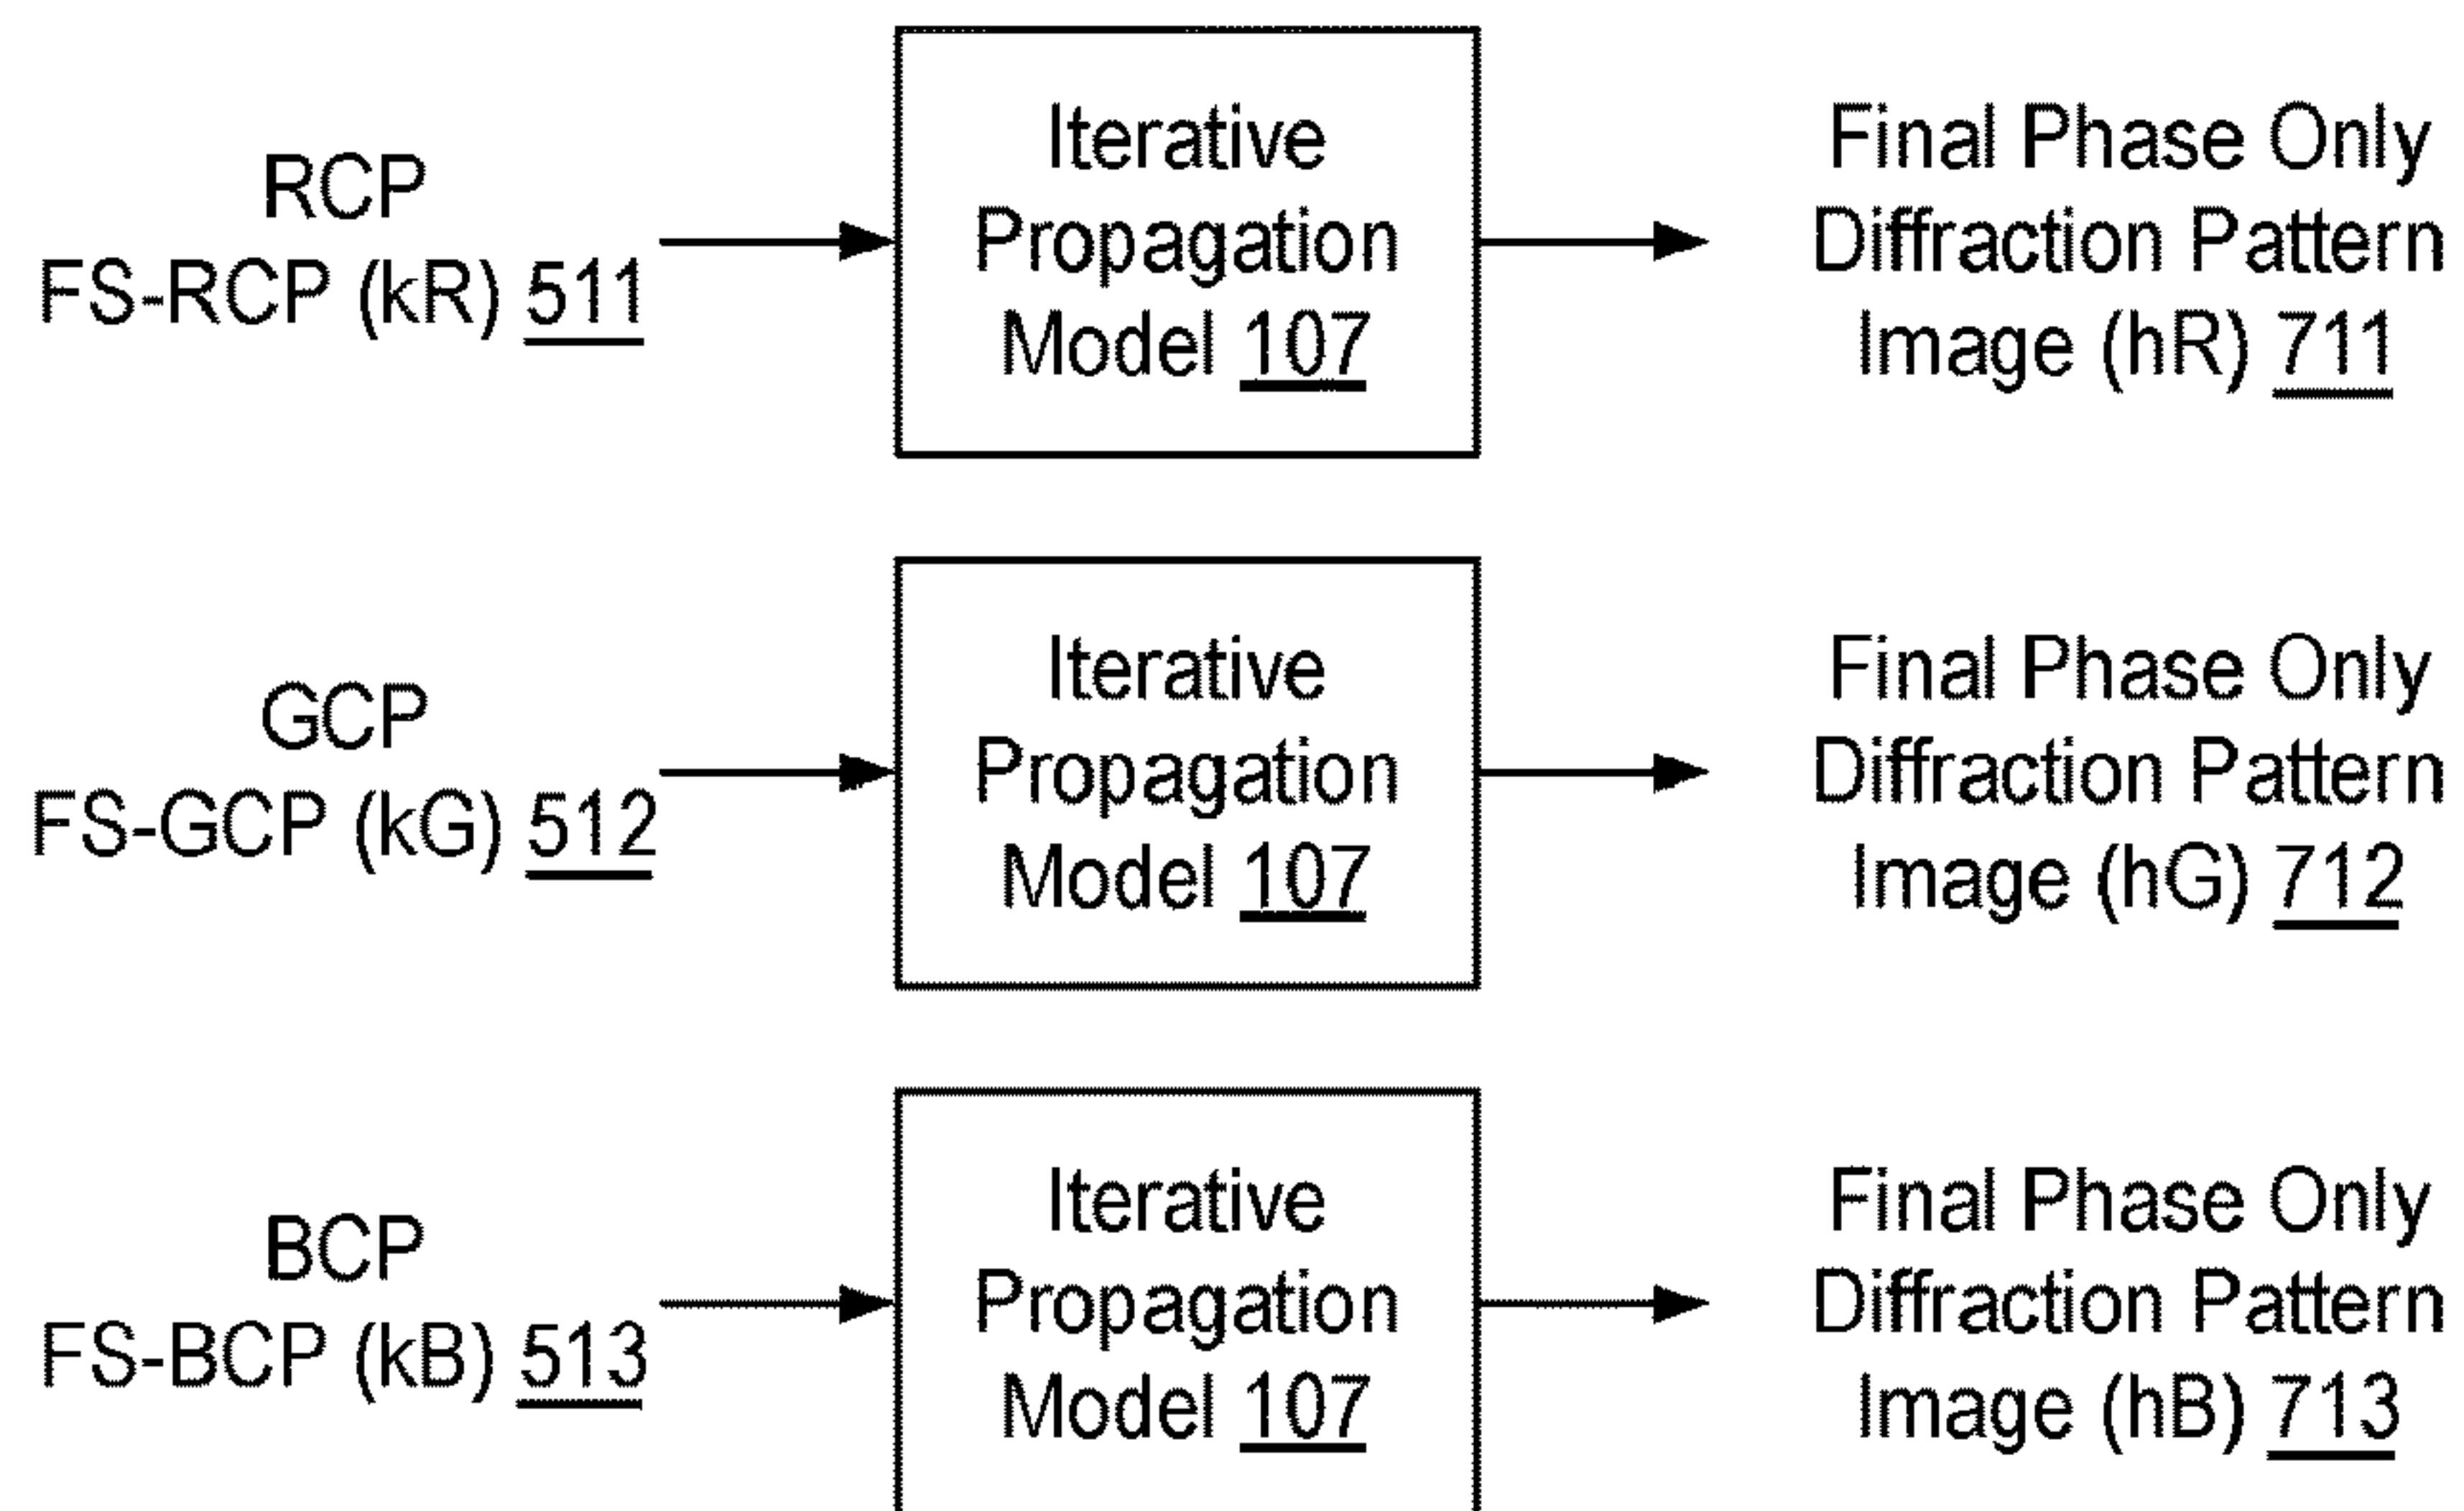 RCP
FS-RCP (kR) 511
Iterative
Propagation
Model 107
Final Phase Only
Diffraction Pattern
Image (hR) 711
GCP
FS-GCP (kG) 512
Iterative
Propagation
Model 107
Final Phase Only
Diffraction Pattern
Image (hG) 712
BCP
FS-BCP (kB) 513
Iterative
Propagation
Model 107
Final Phase Only
Diffraction Pattern
Image (hB) 713